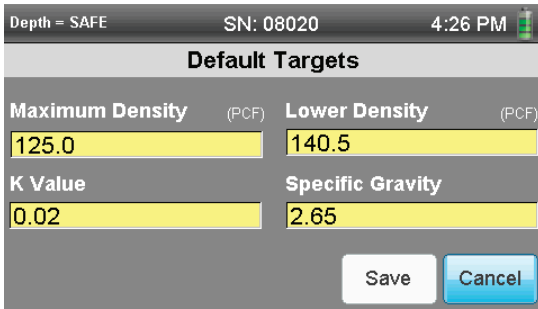 Depth = SAFE SN: 08020 4:26 PM
Default Targets
Maximum Density (PCF) Lower Density (PCF)
125.0 140.5
K Value Specific Gravity
0.02 2.65
Save Cancel